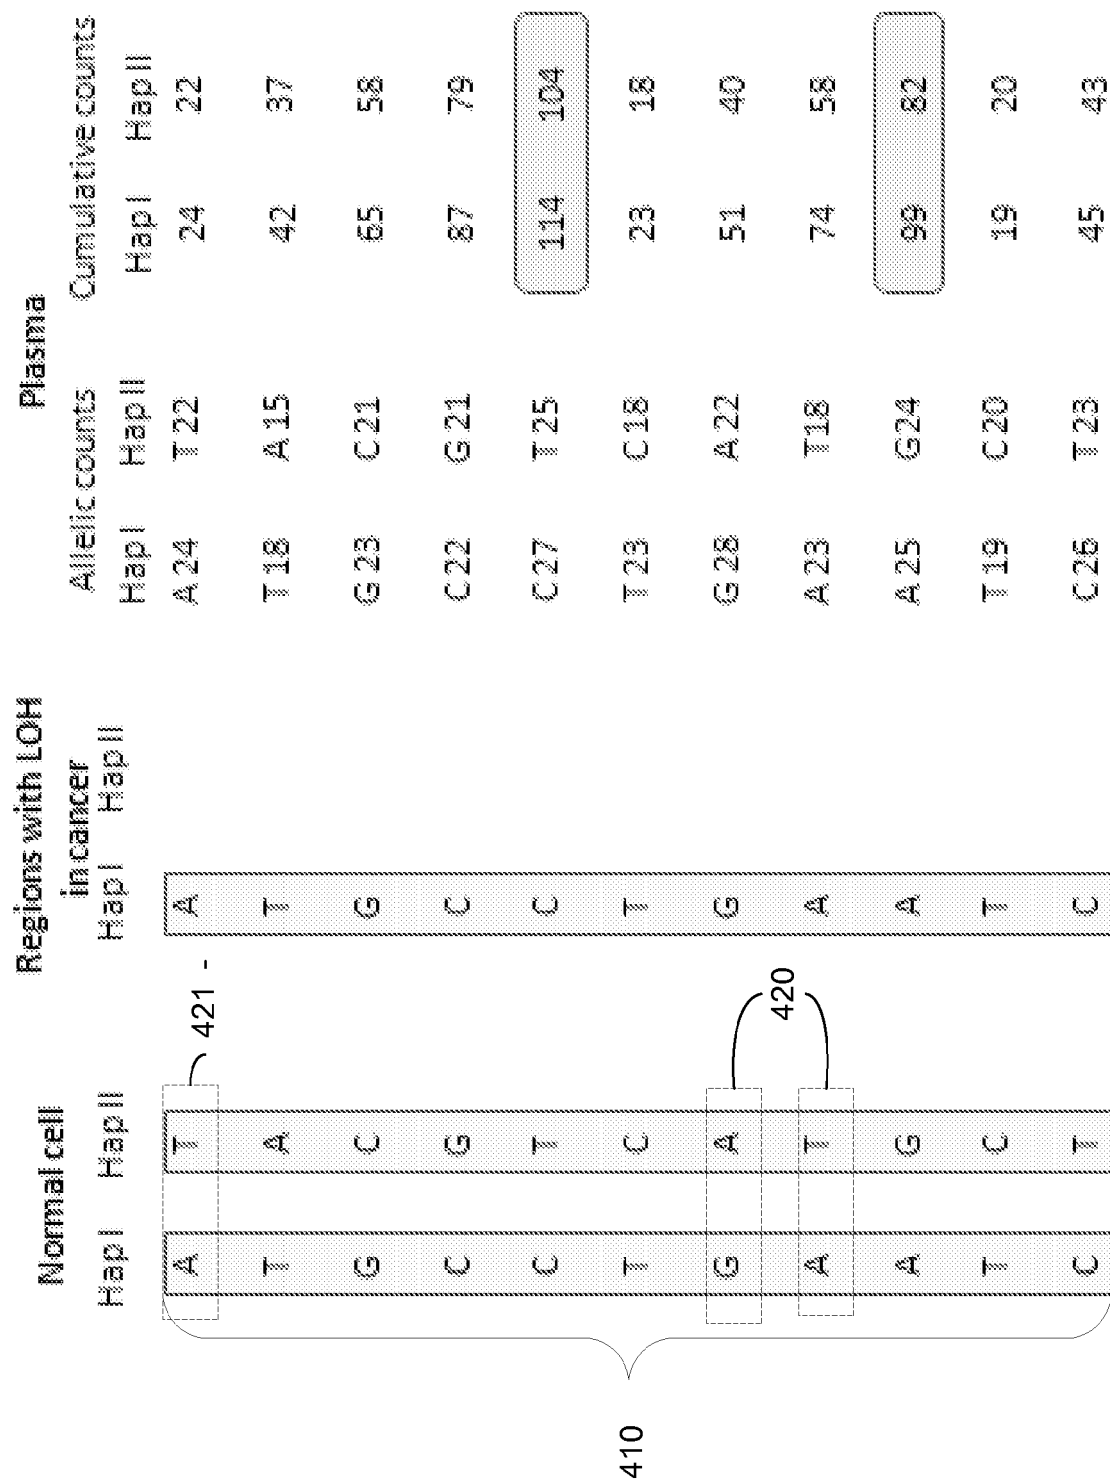 Normal cell Regions with LOH Plasma
in cancer Allelic counts Cumulative counts
Hap I Hap II Hap I Hap II Hap I Hap II Hap I Hap II
A T 421 A A 24 T 22 24 22
T A T T 18 A 15 42 37
G C G G 23 C 21 65 58
C G C C 22 G 21 87 79
C T C C 27 T 25 114 104
410 T C T T 23 C 18 23 18
G A G G 28 A 22 51 40
420
A T A A 23 T 18 74 58
A G A A 25 G 24 99 82
T C T T 19 C 20 19 20
C T C C 26 T 23 45 43